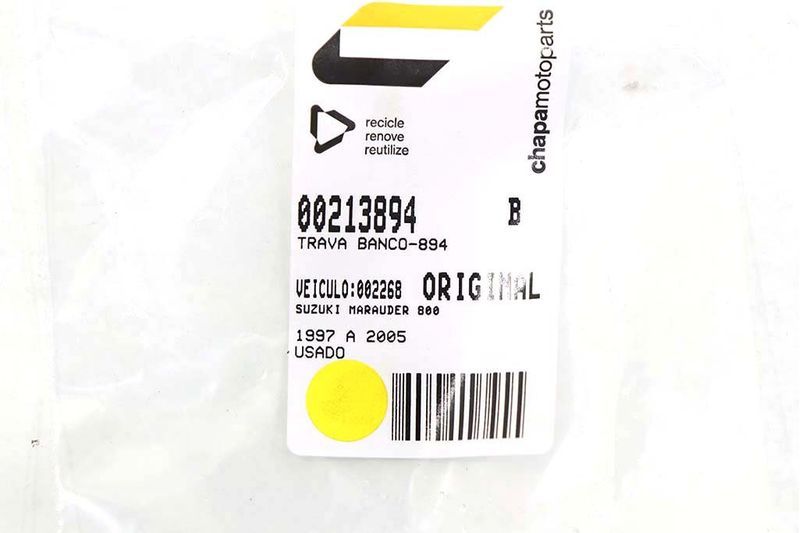 chapamotoparts
recicle
renove
reutilize
00213894 B
TRAVA BANCO-894
VEICULO:002268 ORIGINAL
SUZUKI MARAUDER 800
1997 A 2005
USADO